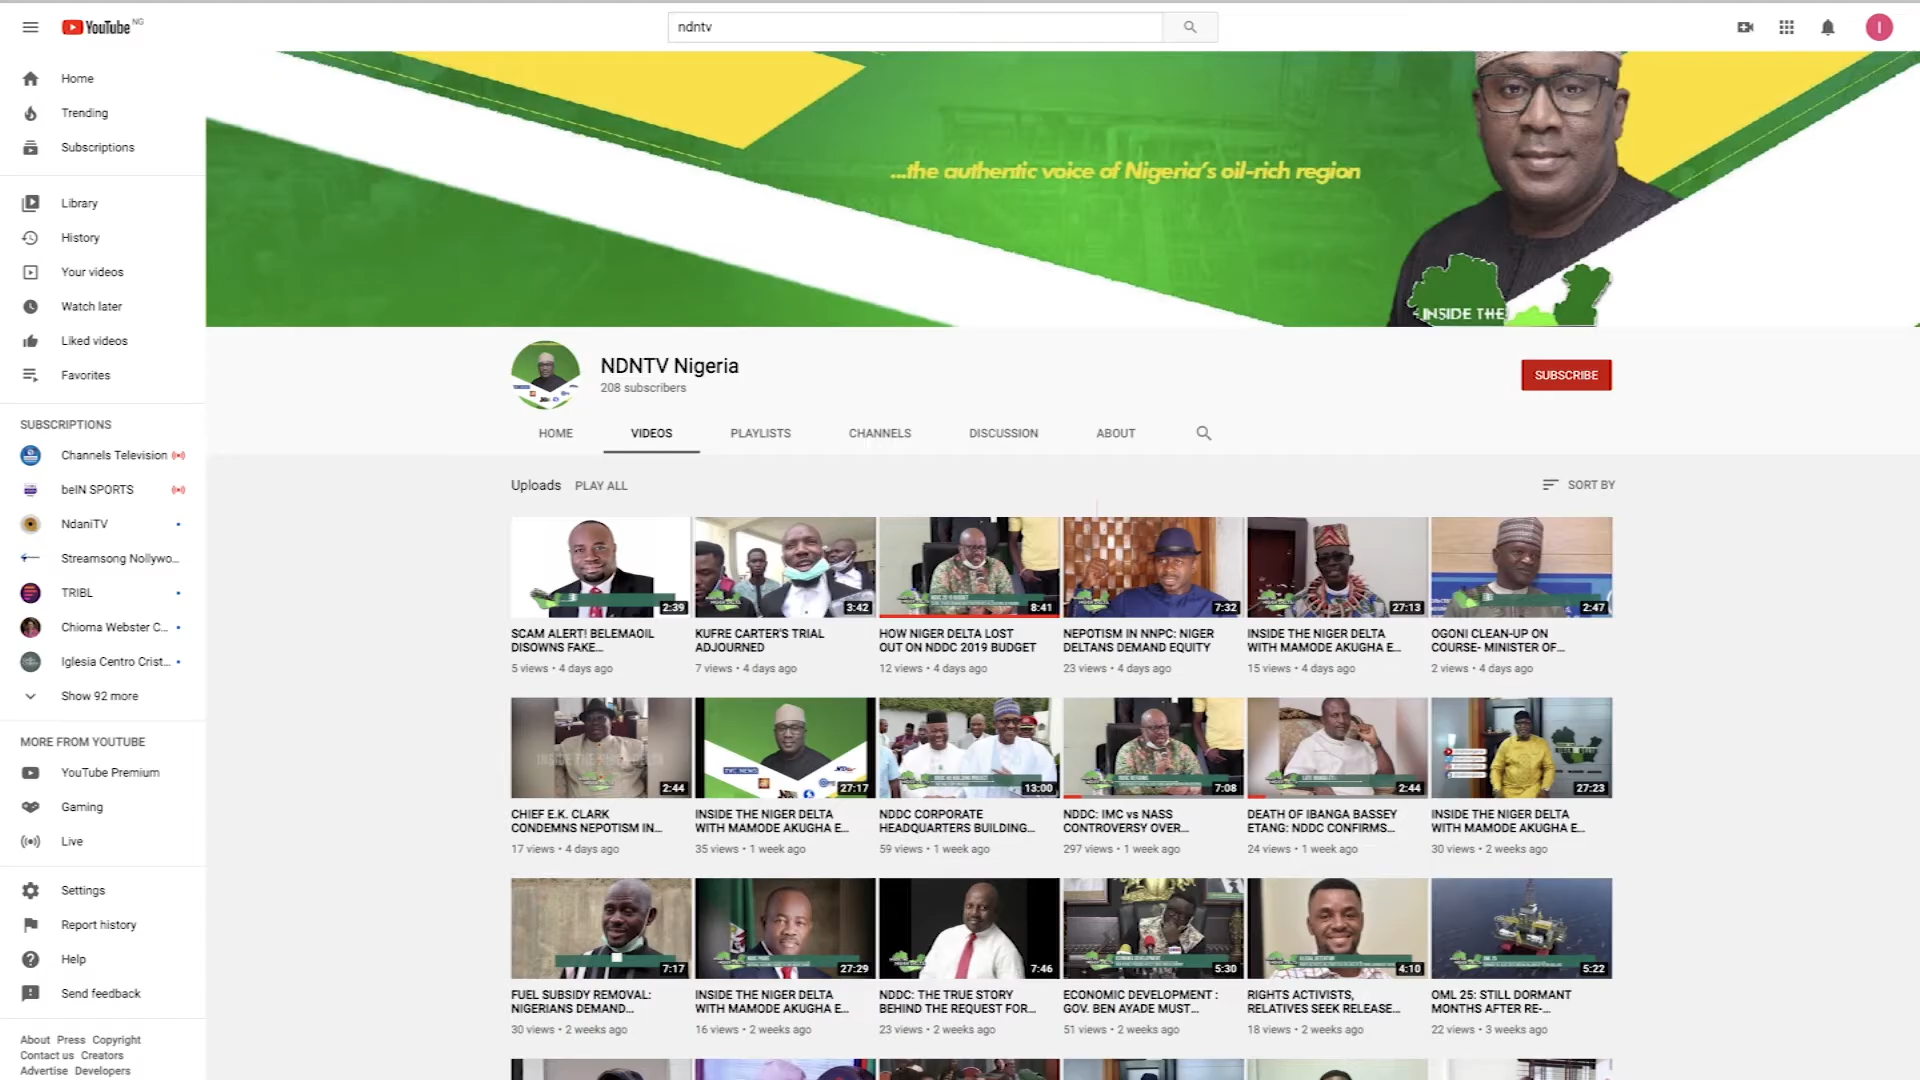 YouTube NG
ndntv
I
Home
Trending
Subscriptions
Library
History
Your videos
Watch later
Liked videos
Favorites
SUBSCRIPTIONS
Channels Television
beIN SPORTS
NdaniTV
Streamsong Nollywo...
TRIBL
Chioma Webster C...
Iglesia Centro Crist...
Show 92 more
MORE FROM YOUTUBE
YouTube Premium
Gaming
Live
Settings
Report history
Help
Send feedback
About Press Copyright
Contact us Creators
Advertise Developers
...the authentic voice of Nigeria's oil-rich region
INSIDE THE
NDNTV Nigeria
208 subscribers
SUBSCRIBE
HOME VIDEOS PLAYLISTS CHANNELS DISCUSSION ABOUT
Uploads PLAY ALL
SORT BY
2:39
SCAM ALERT! BELEMAOIL
DISOWNS FAKE...
5 views • 4 days ago
3:42
KUFRE CARTER'S TRIAL
ADJOURNED
7 views • 4 days ago
8:41
HOW NIGER DELTA LOST
OUT ON NDDC 2019 BUDGET
12 views • 4 days ago
7:32
NEPOTISM IN NNPC: NIGER
DELTANS DEMAND EQUITY
23 views • 4 days ago
27:13
INSIDE THE NIGER DELTA
WITH MAMODE AKUGHA E...
15 views • 4 days ago
2:47
OGONI CLEAN-UP ON
COURSE- MINISTER OF...
2 views • 4 days ago
2:44
CHIEF E.K. CLARK
CONDEMNS NEPOTISM IN...
17 views • 4 days ago
TVC NEWS
27:17
INSIDE THE NIGER DELTA
WITH MAMODE AKUGHA E...
35 views • 1 week ago
13:00
NDDC CORPORATE
HEADQUARTERS BUILDING...
59 views • 1 week ago
7:08
NDDC: IMC vs NASS
CONTROVERSY OVER...
297 views • 1 week ago
2:44
DEATH OF IBANGA BASSEY
ETANG: NDDC CONFIRMS...
24 views • 1 week ago
27:23
INSIDE THE NIGER DELTA
WITH MAMODE AKUGHA E...
30 views • 2 weeks ago
7:17
FUEL SUBSIDY REMOVAL:
NIGERIANS DEMAND...
30 views • 2 weeks ago
27:29
INSIDE THE NIGER DELTA
WITH MAMODE AKUGHA E...
16 views • 2 weeks ago
7:46
NDDC: THE TRUE STORY
BEHIND THE REQUEST FOR...
23 views • 2 weeks ago
5:30
ECONOMIC DEVELOPMENT :
GOV. BEN AYADE MUST...
51 views • 2 weeks ago
4:10
RIGHTS ACTIVISTS,
RELATIVES SEEK RELEASE...
18 views • 2 weeks ago
5:22
OML 25: STILL DORMANT
MONTHS AFTER RE-...
22 views • 3 weeks ago